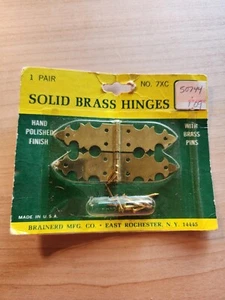 1 PAIR
NO. 7XC
SOLID BRASS HINGES
HAND
POLISHED
FINISH
WITH
BRASS
PINS
MADE IN U.S.A.
BRAINERD MFG. CO. • EAST ROCHESTER, N. Y. 14445